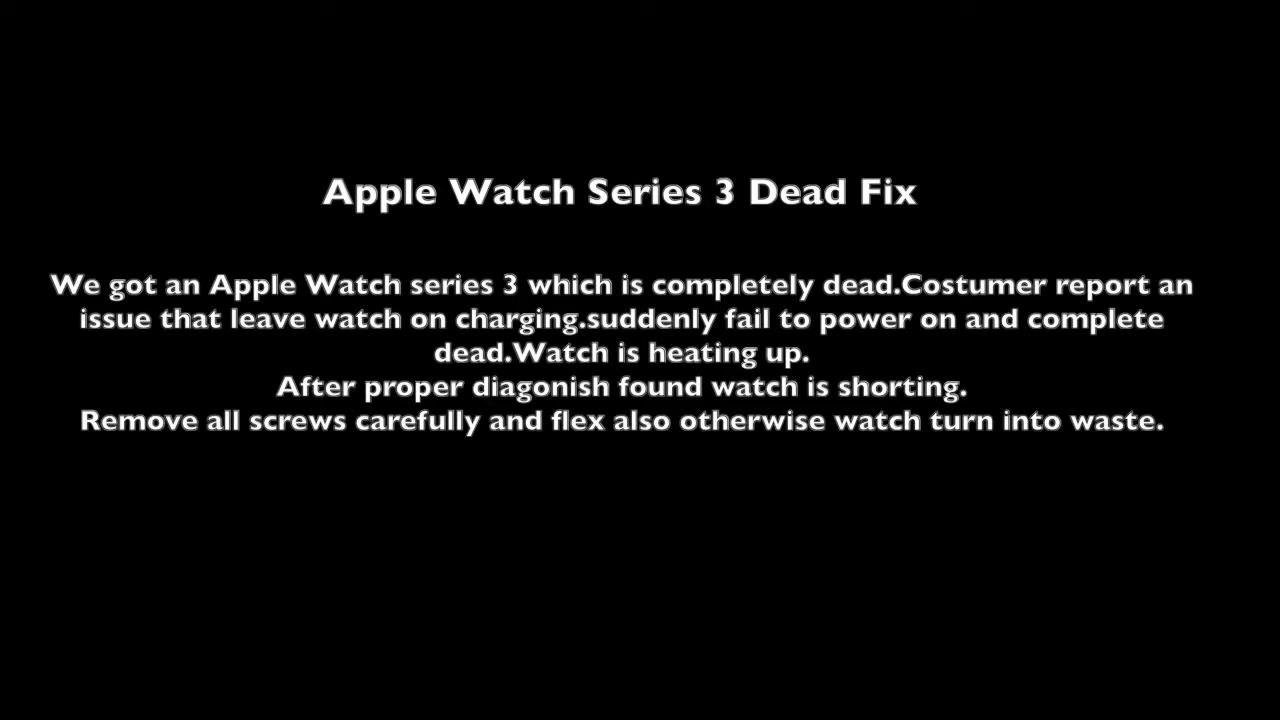 Apple Watch Series 3 Dead Fix
We got an Apple Watch series 3 which is completely dead.Costumer report an
issue that leave watch on charging.suddenly fail to power on and complete
dead.Watch is heating up.
After proper diagonish found watch is shorting.
Remove all screws carefully and flex also otherwise watch turn into waste.